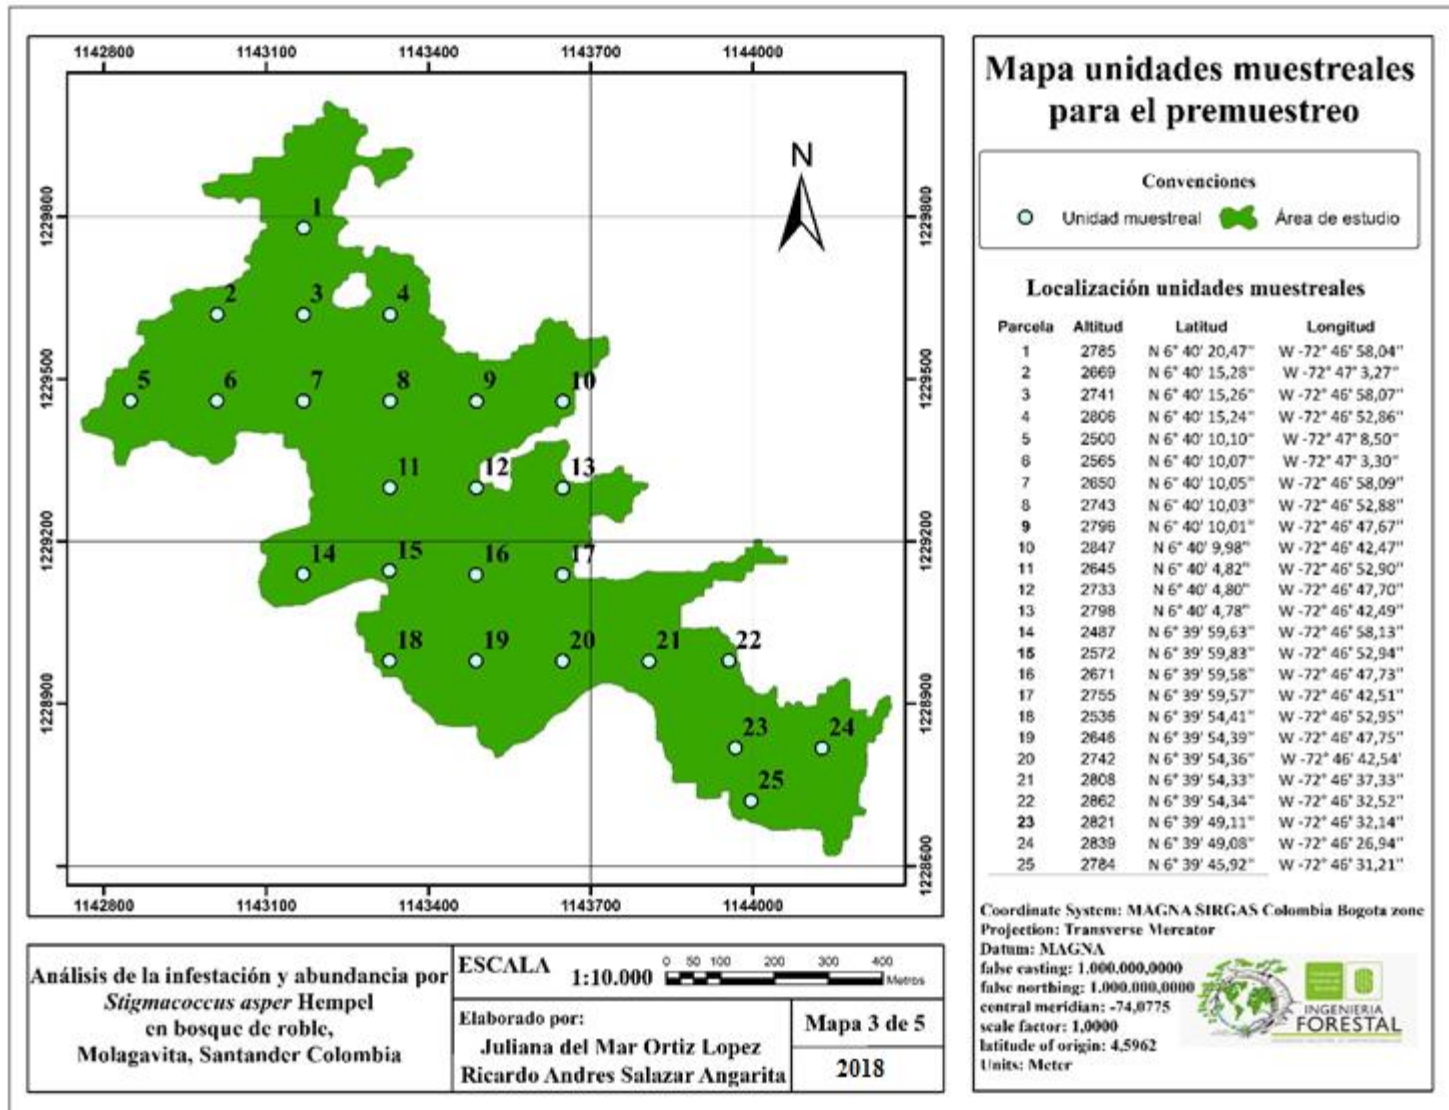 1142800 1143100 1143400 1143700 1144000
N
1229800 1229800
1229500 1229500
1229200 1229200
1228900 1228900
1228600 1228600
1
2 3 4
5 6 7 8 9 10
11 12 13
14 15 16 17
18 19 20 21 22
23 24
25
1142800 1143100 1143400 1143700 1144000
Análisis de la infestación y abundancia por
Stigmacoccus asper Hempel
en bosque de roble,
Molagavita, Santander Colombia
ESCALA 1:10.000
0 50 100 200 300 400
Metros
Elaborado por:
Juliana del Mar Ortiz Lopez
Ricardo Andres Salazar Angarita
Mapa 3 de 5
2018
Mapa unidades muestreales
para el premuestreo
Convenciones
Unidad muestreal Área de estudio
Localización unidades muestreales
Parcela Altitud Latitud Longitud
1 2785 N 6° 40' 20,47" W -72° 46' 58,04"
2 2669 N 6° 40' 15,28" W -72° 47' 3,27"
3 2741 N 6° 40' 15,26" W -72° 46' 58,07"
4 2806 N 6° 40' 15,24" W -72° 46' 52,86"
5 2500 N 6° 40' 10,10" W -72° 47' 8,50"
6 2565 N 6° 40' 10,07" W -72° 47' 3,30"
7 2650 N 6° 40' 10,05" W -72° 46' 58,09"
8 2743 N 6° 40' 10,03" W -72° 46' 52,88"
9 2796 N 6° 40' 10,01" W -72° 46' 47,67"
10 2847 N 6° 40' 9,98" W -72° 46' 42,47"
11 2645 N 6° 40' 4,82" W -72° 46' 52,90"
12 2733 N 6° 40' 4,80" W -72° 46' 47,70"
13 2798 N 6° 40' 4,78" W -72° 46' 42,49"
14 2487 N 6° 39' 59,63" W -72° 46' 58,13"
15 2572 N 6° 39' 59,83" W -72° 46' 52,94"
16 2671 N 6° 39' 59,58" W -72° 46' 47,73"
17 2755 N 6° 39' 59,57" W -72° 46' 42,51"
18 2536 N 6° 39' 54,41" W -72° 46' 52,95"
19 2646 N 6° 39' 54,39" W -72° 46' 47,75"
20 2742 N 6° 39' 54,36" W -72° 46' 42,54'
21 2808 N 6° 39' 54,33" W -72° 46' 37,33"
22 2862 N 6° 39' 54,34" W -72° 46' 32,52"
23 2821 N 6° 39' 49,11" W -72° 46' 32,14"
24 2839 N 6° 39' 49,08" W -72° 46' 26,94"
25 2784 N 6° 39' 45,92" W -72° 46' 31,21"
Coordinate System: MAGNA SIRGAS Colombia Bogota zone
Projection: Transverse Mercator
Datum: MAGNA
false easting: 1.000.000,0000
false northing: 1.000.000,0000
central meridian: -74,0775
scale factor: 1,0000
latitude of origin: 4,5962
Units: Meter
INGENIERIA
FORESTAL